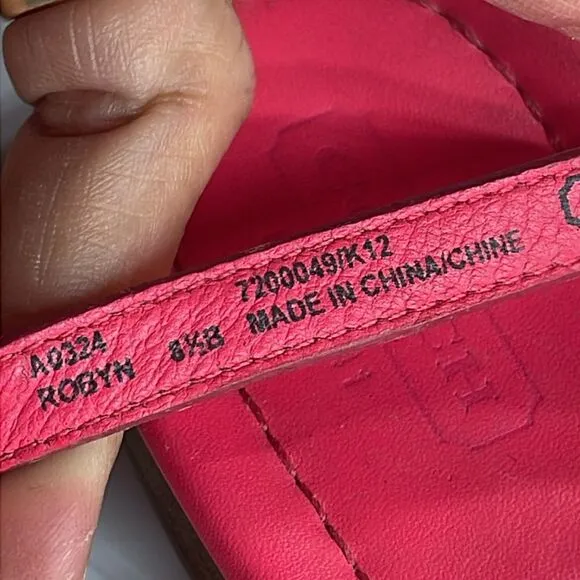 A0324
ROBYN 8½B
7200049/K12
MADE IN CHINA/CHINE